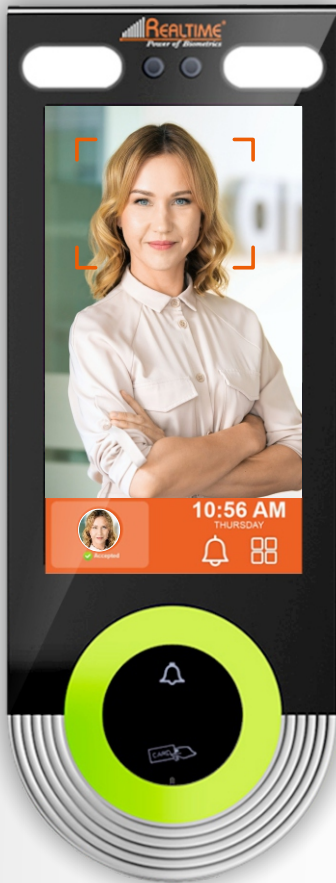 REALTIME®
Power of Biometrics
10:56 AM
THURSDAY
Accepted
CARD